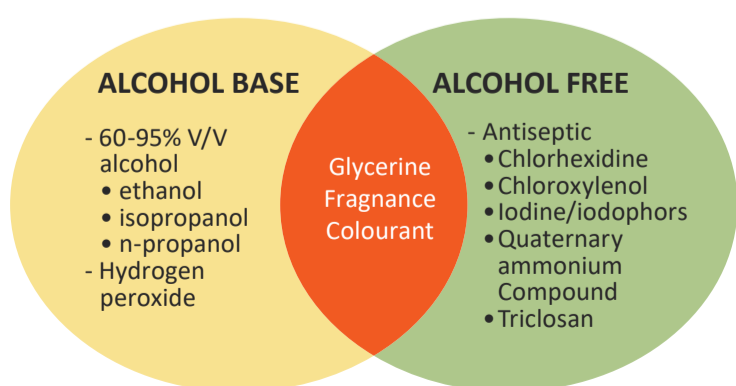 ALCOHOL BASE
- 60-95% V/V
alcohol
• ethanol
• isopropanol
• n-propanol
- Hydrogen
peroxide
Glycerine
Fragnance
Colourant
ALCOHOL FREE
- Antiseptic
•Chlorhexidine
•Chloroxylenol
•Iodine/iodophors
•Quaternary
ammonium
Compound
•Triclosan